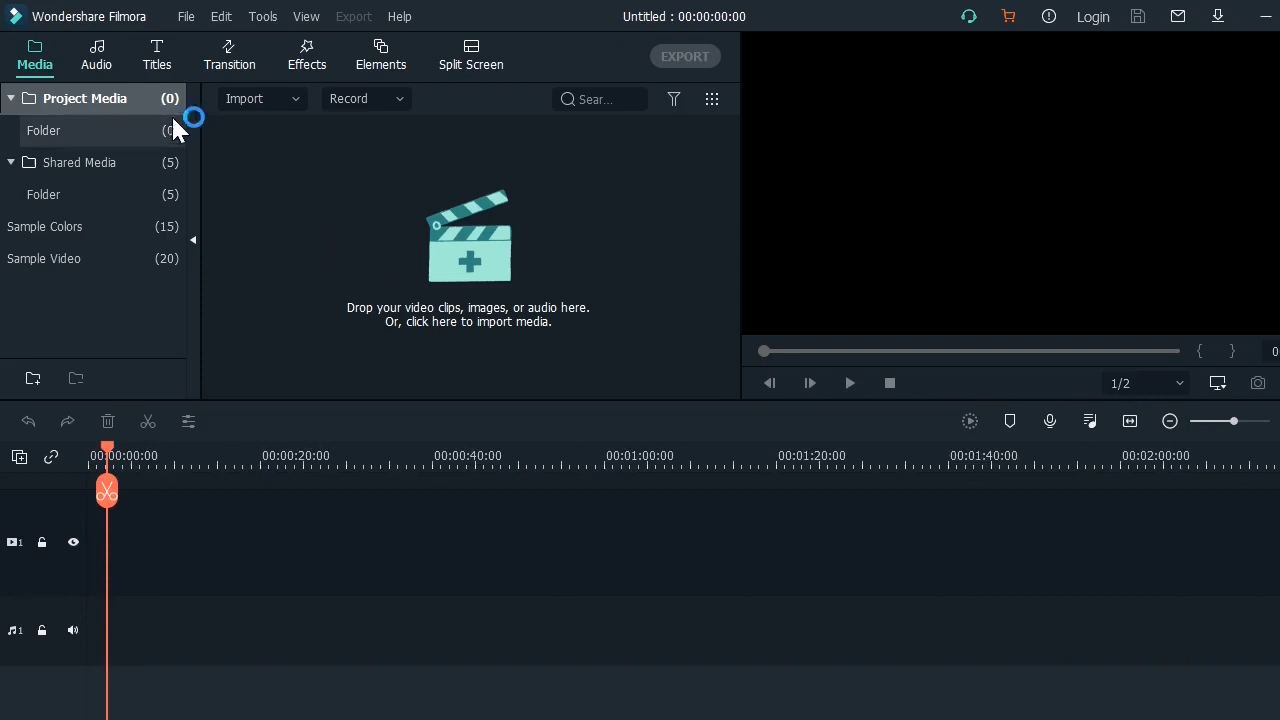 Wondershare Filmora File Edit Tools View Export Help Untitled : 00:00:00:00 Login
Media Audio Titles Transition Effects Elements Split Screen EXPORT
Project Media (0) Import Record Sear...
Folder
Shared Media (5)
Folder (5)
Sample Colors (15)
Sample Video (20)
Drop your video clips, images, or audio here.
Or, click here to import media.
{ } 0
1/2
00:00:00:00 00:00:20:00 00:00:40:00 00:01:00:00 00:01:20:00 00:01:40:00 00:02:00:00
1
1